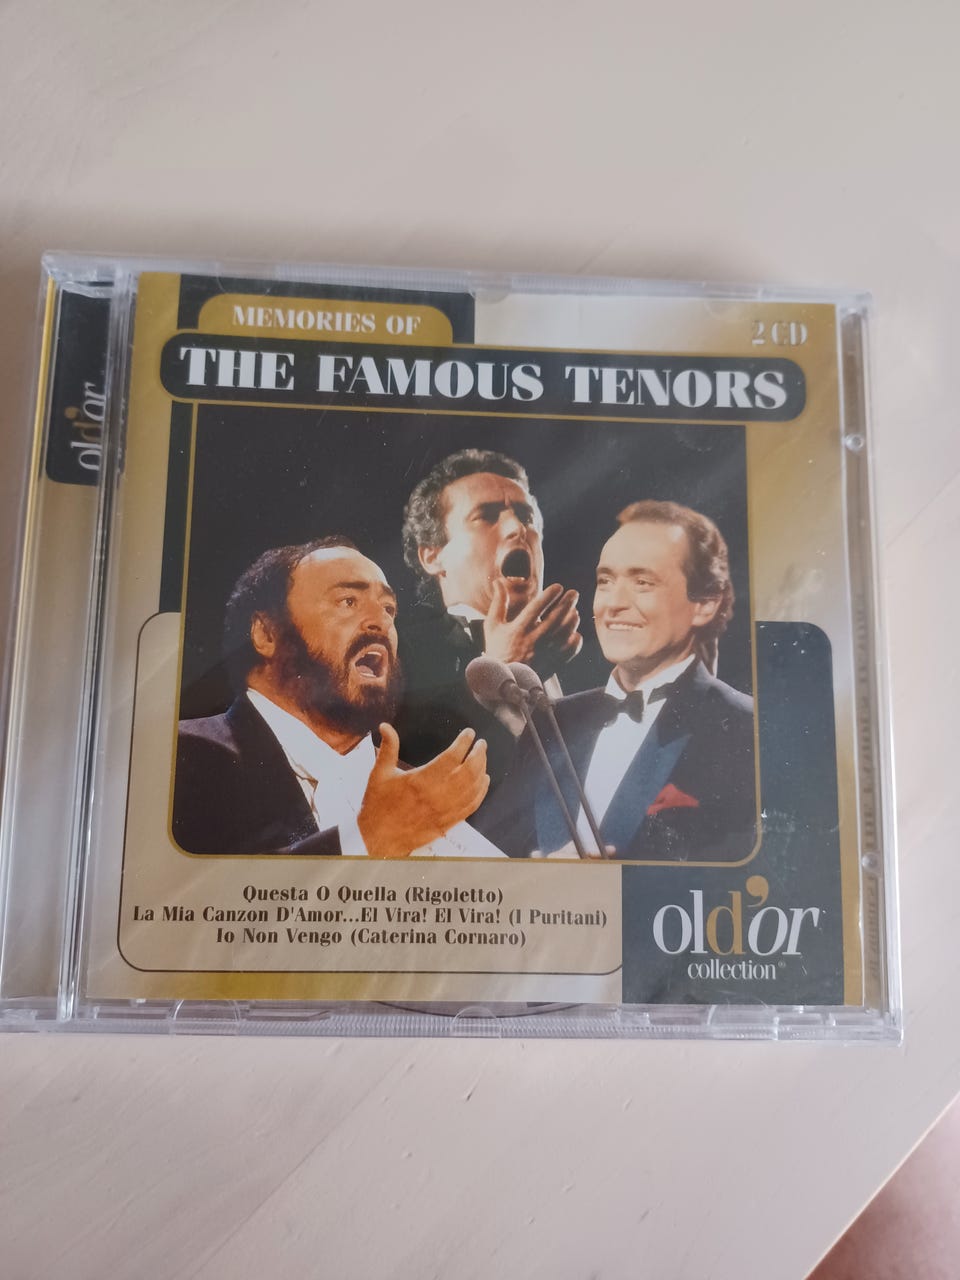 MEMORIES OF
2 CD
THE FAMOUS TENORS
old'or
Questa O Quella (Rigoletto)
La Mia Canzon D'Amor...El Vira! El Vira! (I Puritani)
Io Non Vengo (Caterina Cornaro)
old'or
collection®